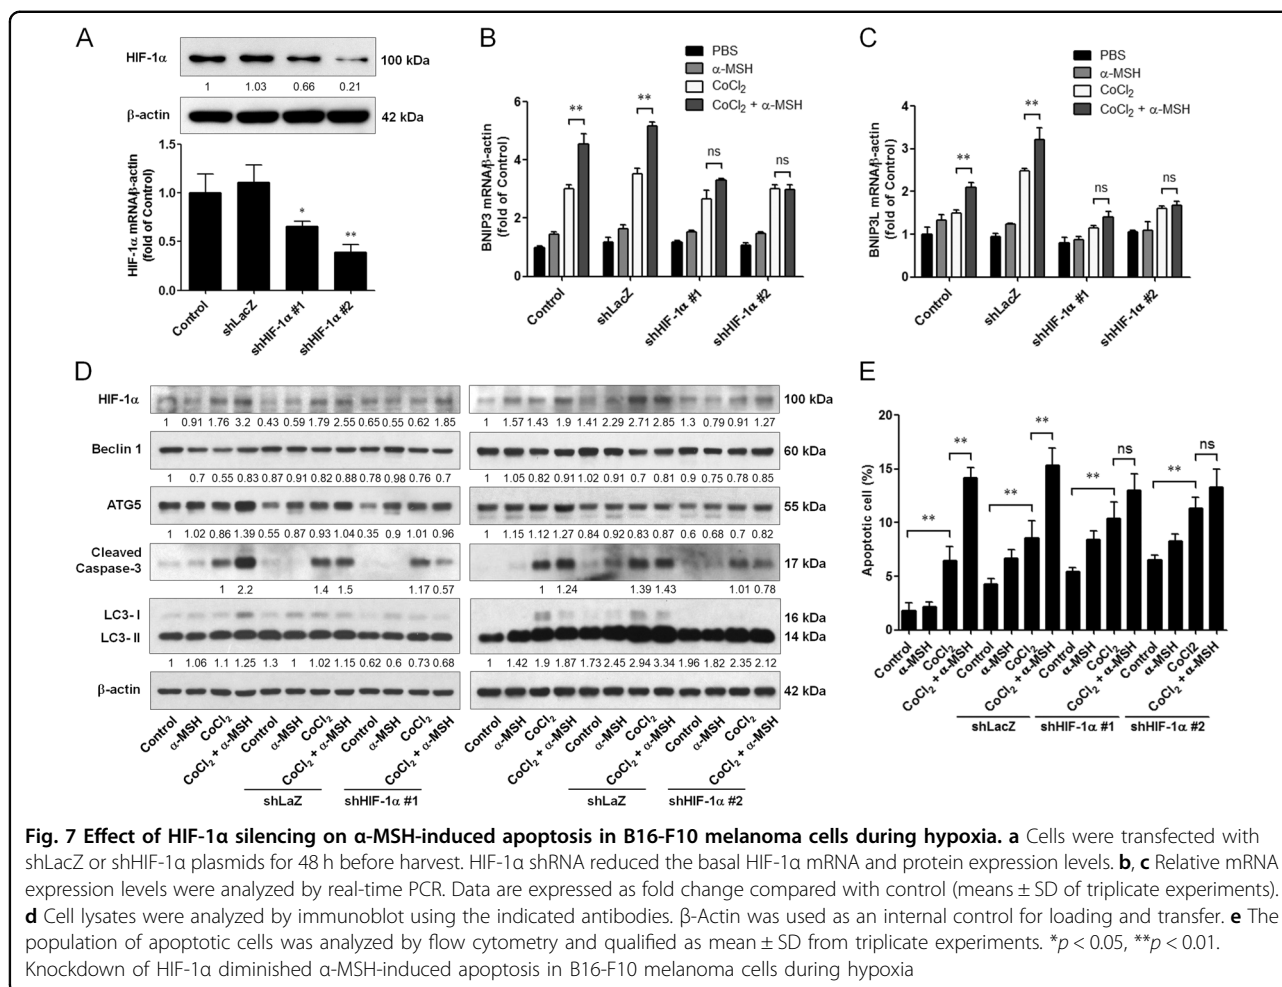 A
HIF-1α
100 kDa
1 1.03 0.66 0.21
β-actin
42 kDa
HIF-1α mRNA/β-actin
(fold of Control)
1.5
1.0
0.5
0.0
* **
Control shLacZ shHIF-1α #1 shHIF-1α #2
B
PBS
α-MSH
CoCl₂
CoCl₂ + α-MSH
BNIP3 mRNA/β-actin
(fold of Control)
6
4
2
0
** ** ns ns
Control shLaCZ shHIF-1α #1 shHIF-1α #2
C
PBS
α-MSH
CoCl₂
CoCl₂ + α-MSH
BNIP3L mRNA/β-actin
(fold of Control)
4
3
2
1
0
** ** ns ns
Control shLacZ shHIF-1α #1 shHIF-1α #2
D
HIF-1α
100 kDa
1 0.91 1.76 3.2 0.43 0.59 1.79 2.55 0.65 0.55 0.62 1.85
1 1.57 1.43 1.9 1.41 2.29 2.71 2.85 1.3 0.79 0.91 1.27
Beclin 1
60 kDa
1 0.7 0.55 0.83 0.87 0.91 0.82 0.88 0.78 0.98 0.76 0.7
1 1.05 0.82 0.91 1.02 0.91 0.7 0.81 0.9 0.75 0.78 0.85
ATG5
55 kDa
1 1.02 0.86 1.39 0.55 0.87 0.93 1.04 0.35 0.9 1.01 0.96
1 1.15 1.12 1.27 0.84 0.92 0.83 0.87 0.6 0.68 0.7 0.82
Cleaved
Caspase-3
17 kDa
1 2.2 1.4 1.5 1.17 0.57
1 1.24 1.39 1.43 1.01 0.78
LC3- I
16 kDa
LC3- II
14 kDa
1 1.06 1.1 1.25 1.3 1 1.02 1.15 0.62 0.6 0.73 0.68
1 1.42 1.9 1.87 1.73 2.45 2.94 3.34 1.96 1.82 2.35 2.12
β-actin
42 kDa
Control α-MSH CoCl₂ CoCl₂ + α-MSH Control α-MSH CoCl₂ CoCl₂ + α-MSH Control α-MSH CoCl₂ CoCl₂ + α-MSH
shLaZ shHIF-1α #1
Control α-MSH CoCl₂ CoCl₂ + α-MSH Control α-MSH CoCl₂ CoCl₂ + α-MSH Control α-MSH CoCl₂ CoCl₂ + α-MSH
shLaZ shHIF-1α #2
E
Apoptotic cell (%)
20
15
10
5
0
** ** ** ** ** ns ** ns
Control α-MSH CoCl₂ CoCl₂ + α-MSH Control α-MSH CoCl₂ CoCl₂ + α-MSH Control α-MSH CoCl₂ CoCl₂ + α-MSH Control α-MSH CoCl2 CoCl₂ + α-MSH
shLacZ shHIF-1α #1 shHIF-1α #2
Fig. 7 Effect of HIF-1α silencing on α-MSH-induced apoptosis in B16-F10 melanoma cells during hypoxia. a Cells were transfected with
shLacZ or shHIF-1α plasmids for 48 h before harvest. HIF-1α shRNA reduced the basal HIF-1α mRNA and protein expression levels. b, c Relative mRNA
expression levels were analyzed by real-time PCR. Data are expressed as fold change compared with control (means ± SD of triplicate experiments).
d Cell lysates were analyzed by immunoblot using the indicated antibodies. β-Actin was used as an internal control for loading and transfer. e The
population of apoptotic cells was analyzed by flow cytometry and qualified as mean ± SD from triplicate experiments. *p < 0.05, **p < 0.01.
Knockdown of HIF-1α diminished α-MSH-induced apoptosis in B16-F10 melanoma cells during hypoxia